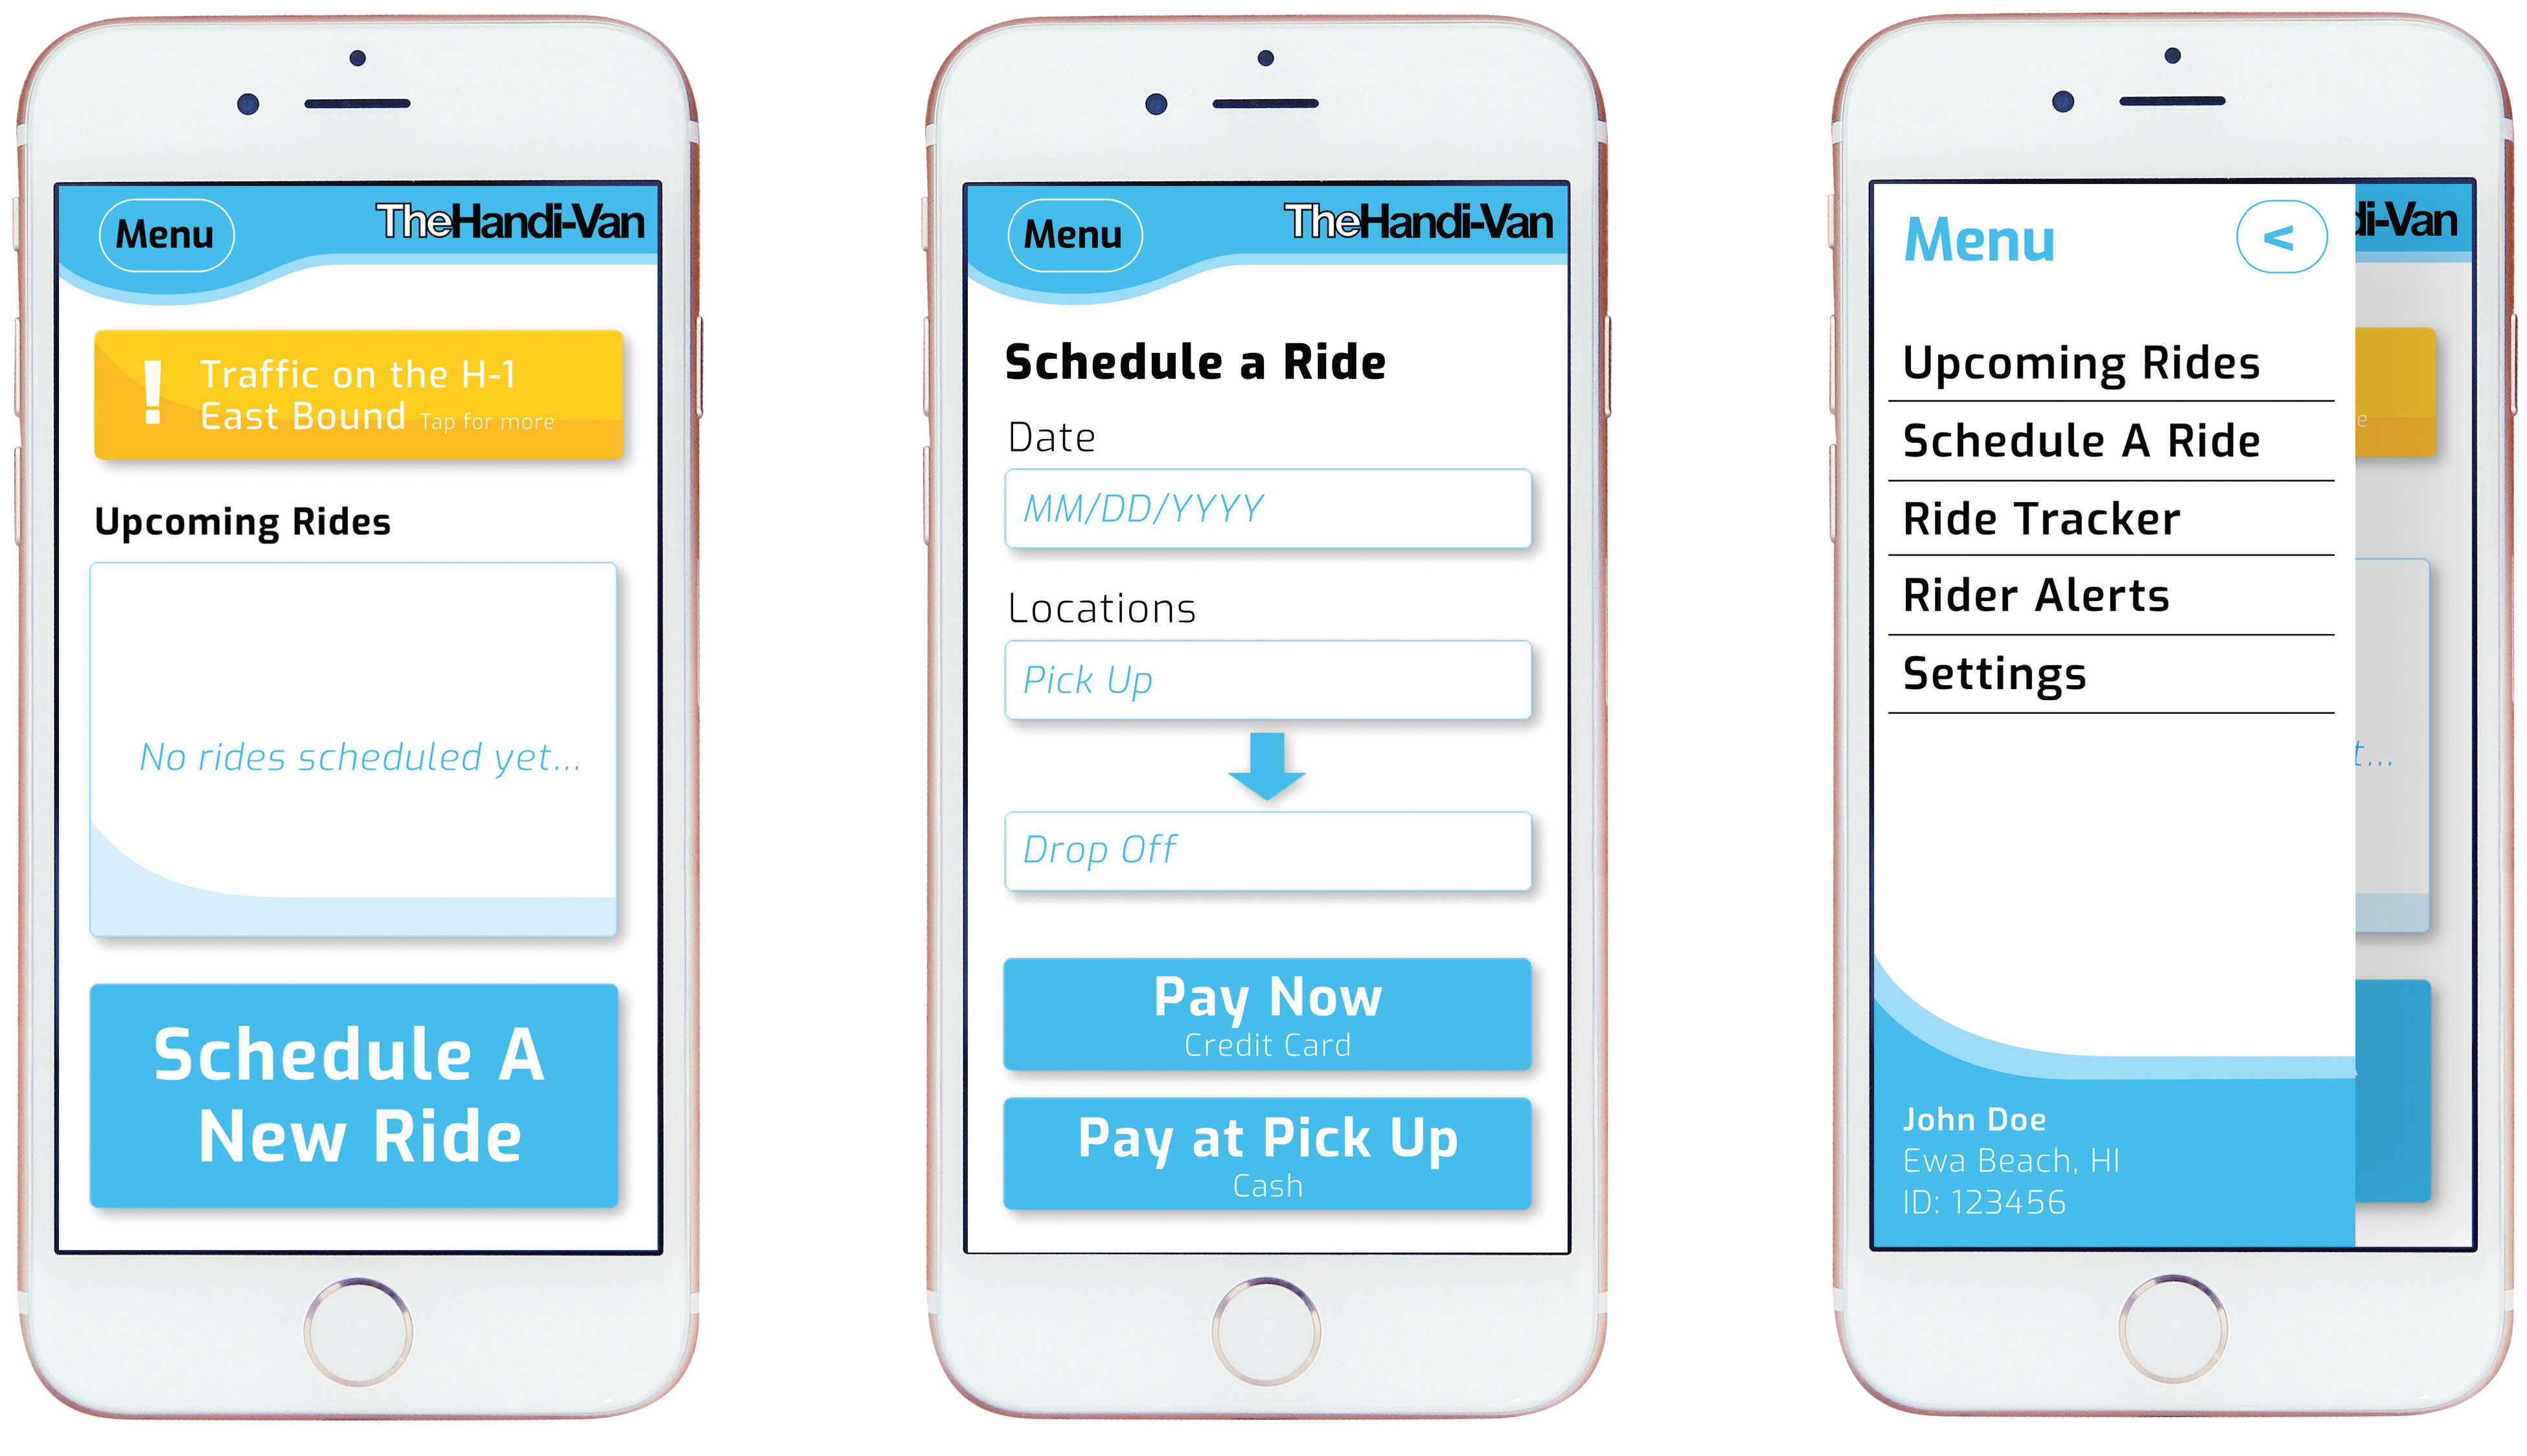 Menu
TheHandi-Van
!
Traffic on the H-1
East Bound Tap for more
Upcoming Rides
No rides scheduled yet...
Schedule A
New Ride
Menu
TheHandi-Van
Schedule a Ride
Date
MM/DD/YYYY
Locations
Pick Up
Drop Off
Pay Now
Credit Card
Pay at Pick Up
Cash
Menu
<
di-Van
Upcoming Rides
e
Schedule A Ride
Ride Tracker
Rider Alerts
Settings
t...
John Doe
Ewa Beach, HI
ID: 123456